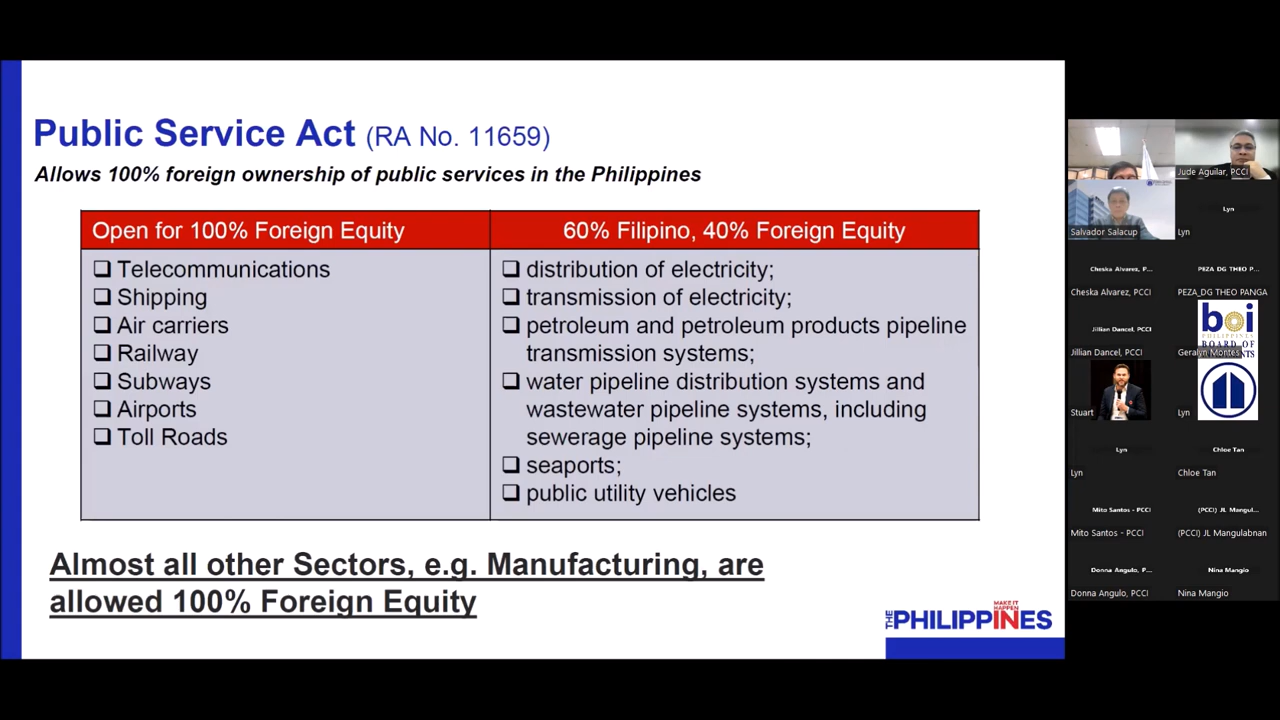 Public Service Act (RA No. 11659)
Allows 100% foreign ownership of public services in the Philippines
Open for 100% Foreign Equity
❑ Telecommunications
❑ Shipping
❑ Air carriers
❑ Railway
❑ Subways
❑ Airports
❑ Toll Roads
60% Filipino, 40% Foreign Equity
❑ distribution of electricity;
❑ transmission of electricity;
❑ petroleum and petroleum products pipeline
transmission systems;
❑ water pipeline distribution systems and
wastewater pipeline systems, including
sewerage pipeline systems;
❑ seaports;
❑ public utility vehicles
Almost all other Sectors, e.g. Manufacturing, are
allowed 100% Foreign Equity
MAKE IT
HAPPEN
THE PHILIPPINES
Jude Aguilar, PCCI
Salvador Salacup
Lyn
Lyn
Cheska Alvarez, P...
Cheska Alvarez, PCCI
PEZA DG THEO P...
PEZA_DG THEO PANGA
Jillian Dancel, PCCI
Jillian Dancel, PCCI
boi
PHILIPPINES
BOARD OF
Geralyn Montes
Stuart
Lyn
Lyn
Lyn
Chloe Tan
Chloe Tan
Mito Santos - PCCI
Mito Santos - PCCI
(PCCI) JL Mangul...
(PCCI) JL Mangulabnan
Donna Angulo, P...
Donna Angulo, PCCI
Nina Mangio
Nina Mangio